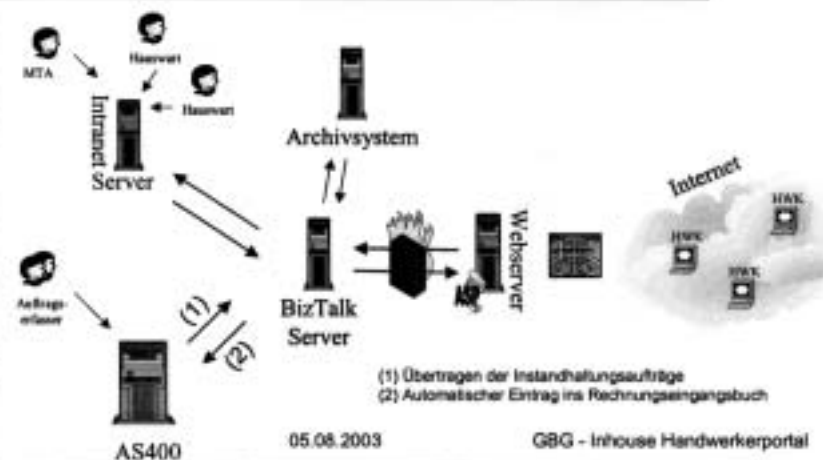 MTA
Hauswart
Hauswart
Intranet
Server
Archivsystem
Internet
HWK
HWK
HWK
Webserver
ASP
Auftrags-
erfasser
(1)
(2)
BizTalk
Server
AS400
(1) Übertragen der Instandhaltungsaufträge
(2) Automatischer Eintrag ins Rechnungseingangsbuch
05.08.2003
GBG - Inhouse Handwerkerportal